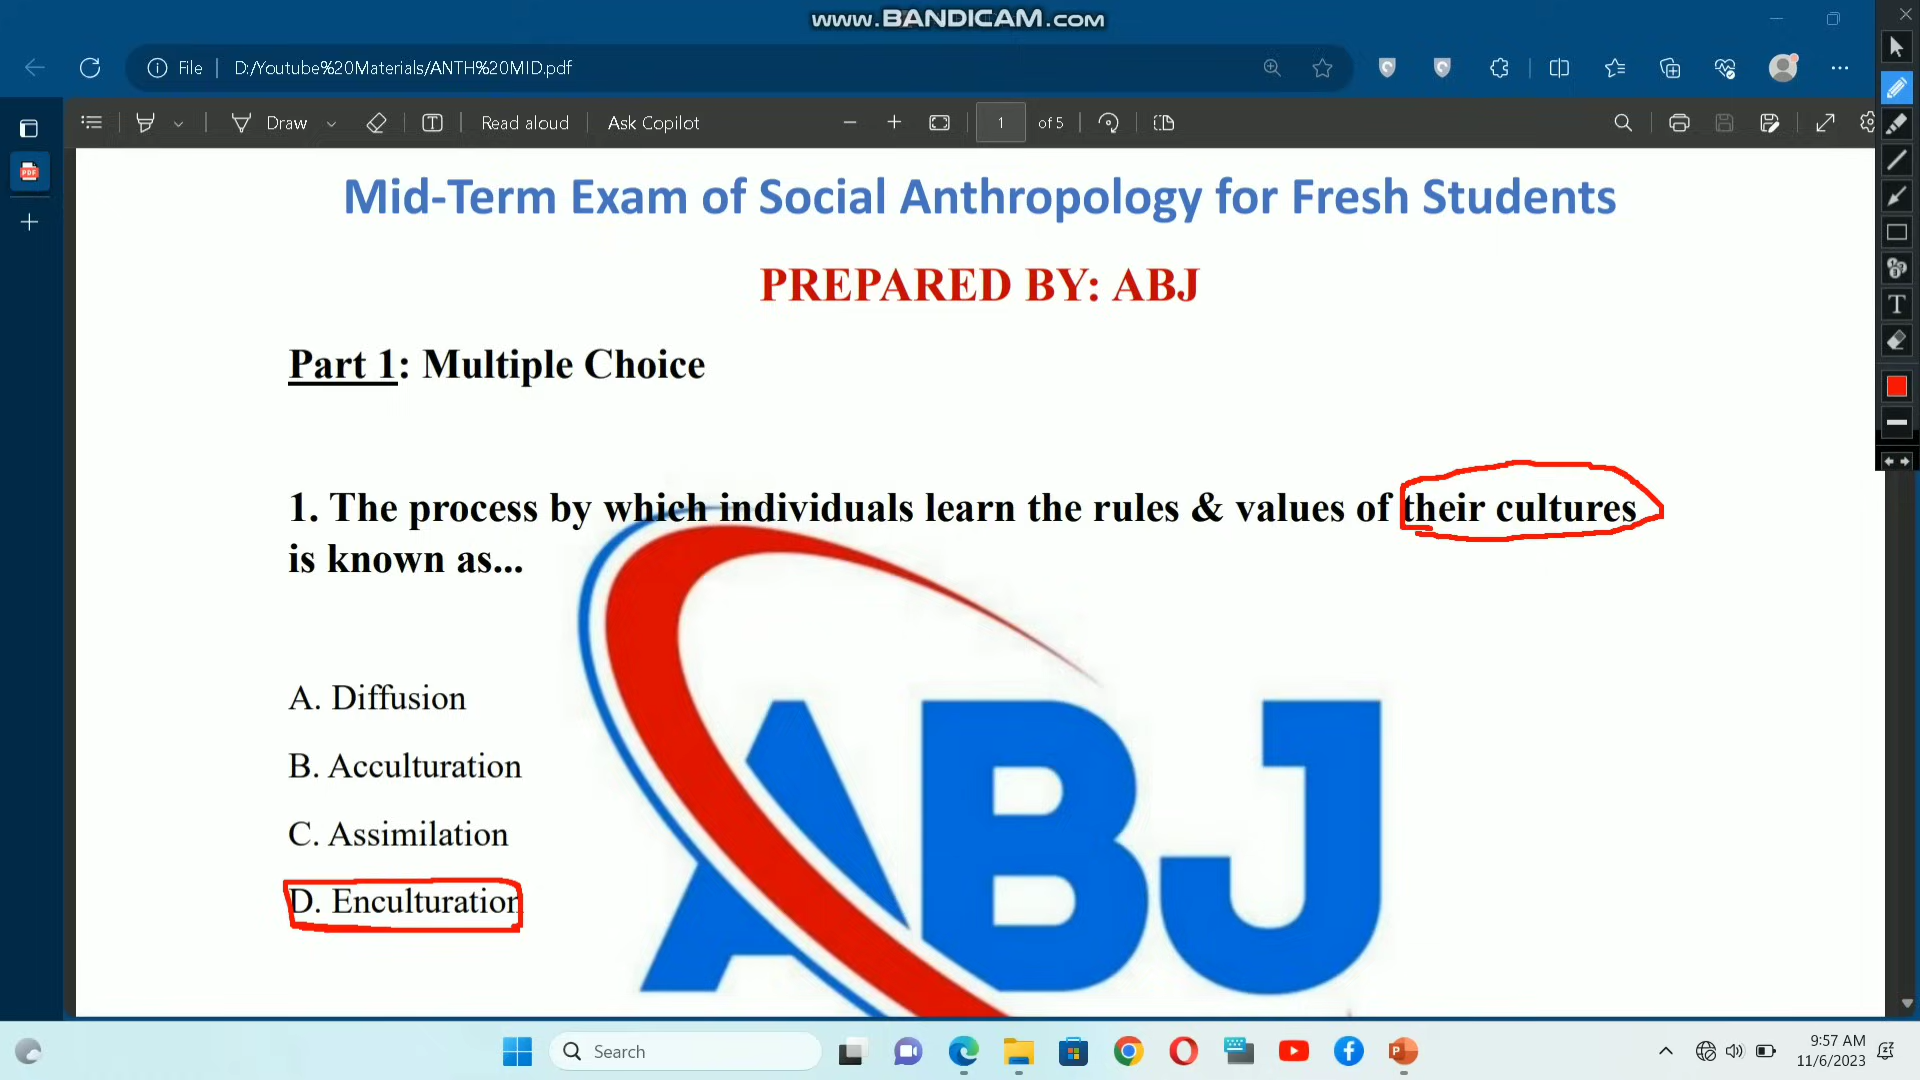 www.BANDICAM.com
File
D:/Youtube%20Materials/ANTH%20MID.pdf
Draw
Read aloud
Ask Copilot
1
of 5
Mid-Term Exam of Social Anthropology for Fresh Students
PREPARED BY: ABJ
Part 1: Multiple Choice
1. The process by which individuals learn the rules & values of their cultures
is known as...
A. Diffusion
B. Acculturation
C. Assimilation
D. Enculturation
ABJ
Search
9:57 AM
11/6/2023